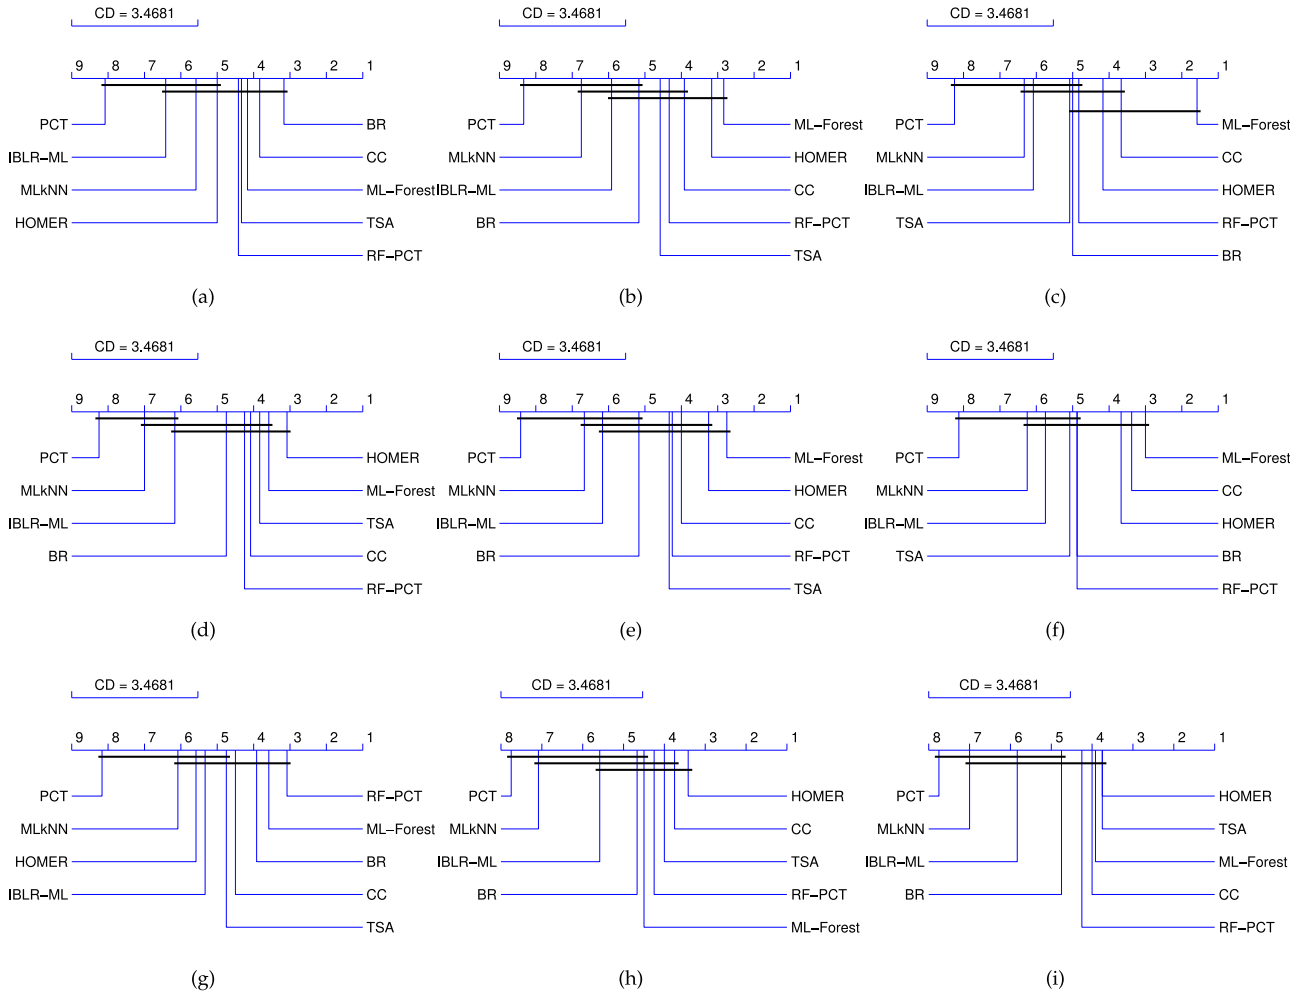 CD = 3.4681
9 8 7 6 5 4 3 2 1
PCT BR
IBLR−ML CC
MLkNN ML−Forest
HOMER TSA
RF−PCT
(a)
CD = 3.4681
9 8 7 6 5 4 3 2 1
PCT ML−Forest
MLkNN HOMER
IBLR−ML CC
BR RF−PCT
TSA
(b)
CD = 3.4681
9 8 7 6 5 4 3 2 1
PCT ML−Forest
MLkNN CC
IBLR−ML HOMER
TSA RF−PCT
BR
(c)
CD = 3.4681
9 8 7 6 5 4 3 2 1
PCT HOMER
MLkNN ML−Forest
IBLR−ML TSA
BR CC
RF−PCT
(d)
CD = 3.4681
9 8 7 6 5 4 3 2 1
PCT ML−Forest
MLkNN HOMER
IBLR−ML CC
BR RF−PCT
TSA
(e)
CD = 3.4681
9 8 7 6 5 4 3 2 1
PCT ML−Forest
MLkNN CC
IBLR−ML HOMER
TSA BR
RF−PCT
(f)
CD = 3.4681
9 8 7 6 5 4 3 2 1
PCT RF−PCT
MLkNN ML−Forest
HOMER BR
IBLR−ML CC
TSA
(g)
CD = 3.4681
8 7 6 5 4 3 2 1
PCT HOMER
MLkNN CC
IBLR−ML TSA
BR RF−PCT
ML−Forest
(h)
CD = 3.4681
8 7 6 5 4 3 2 1
PCT HOMER
MLkNN TSA
IBLR−ML ML−Forest
BR CC
RF−PCT
(i)